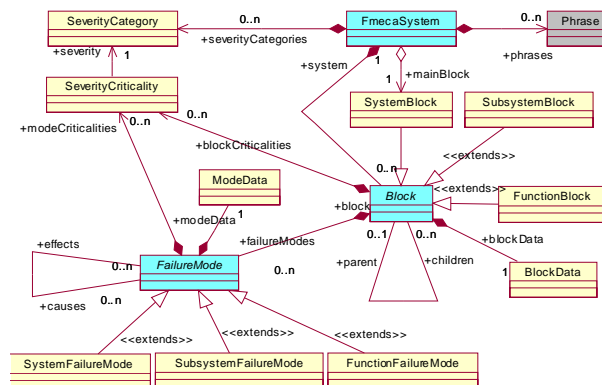 SeverityCategory
0..n
FmecaSystem
0..n
Phrase
+severity
1
+severityCategories
+system
1
+phrases
1
+mainBlock
SeverityCriticality
SystemBlock
SubsystemBlock
+modeCriticalities
0..n
0..n
+blockCriticalities
0..n
<<extends>>
ModeData
<<extends>>
Block
FunctionBlock
1
+modeData
+block
+effects
+failureModes
0..1
0..n
+blockData
+parent
+children
0..n
FailureMode
0..n
1
BlockData
0..n
+causes
<<extends>>
<<extends>>
<<extends>>
SystemFailureMode
SubsystemFailureMode
FunctionFailureMode